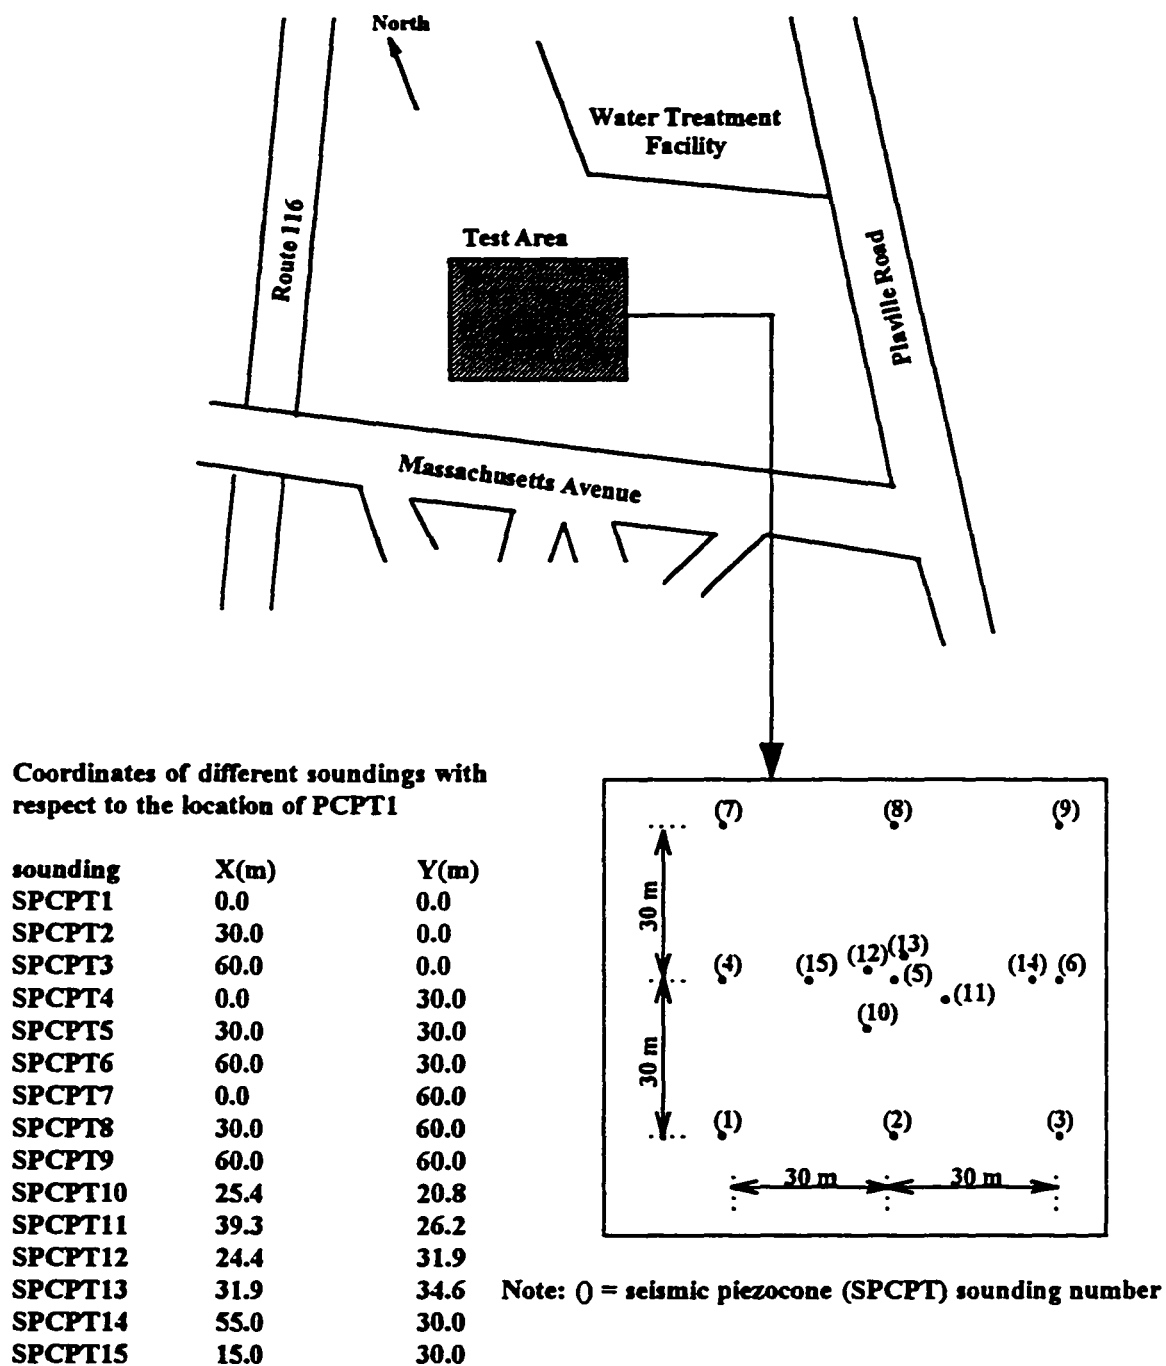 North
Water Treatment
Facility
Test Area
Route 116
Plaville Road
Massachusetts Avenue
Coordinates of different soundings with
respect to the location of PCPT1
sounding X(m) Y(m)
SPCPT1 0.0 0.0
SPCPT2 30.0 0.0
SPCPT3 60.0 0.0
SPCPT4 0.0 30.0
SPCPT5 30.0 30.0
SPCPT6 60.0 30.0
SPCPT7 0.0 60.0
SPCPT8 30.0 60.0
SPCPT9 60.0 60.0
SPCPT10 25.4 20.8
SPCPT11 39.3 26.2
SPCPT12 24.4 31.9
SPCPT13 31.9 34.6
SPCPT14 55.0 30.0
SPCPT15 15.0 30.0
(7) (8) (9)
30 m
(13)
(12)
(4) (15) (5) (14) (6)
(11)
(10)
30 m
(1) (2) (3)
30 m 30 m
Note: () = seismic piezocone (SPCPT) sounding number